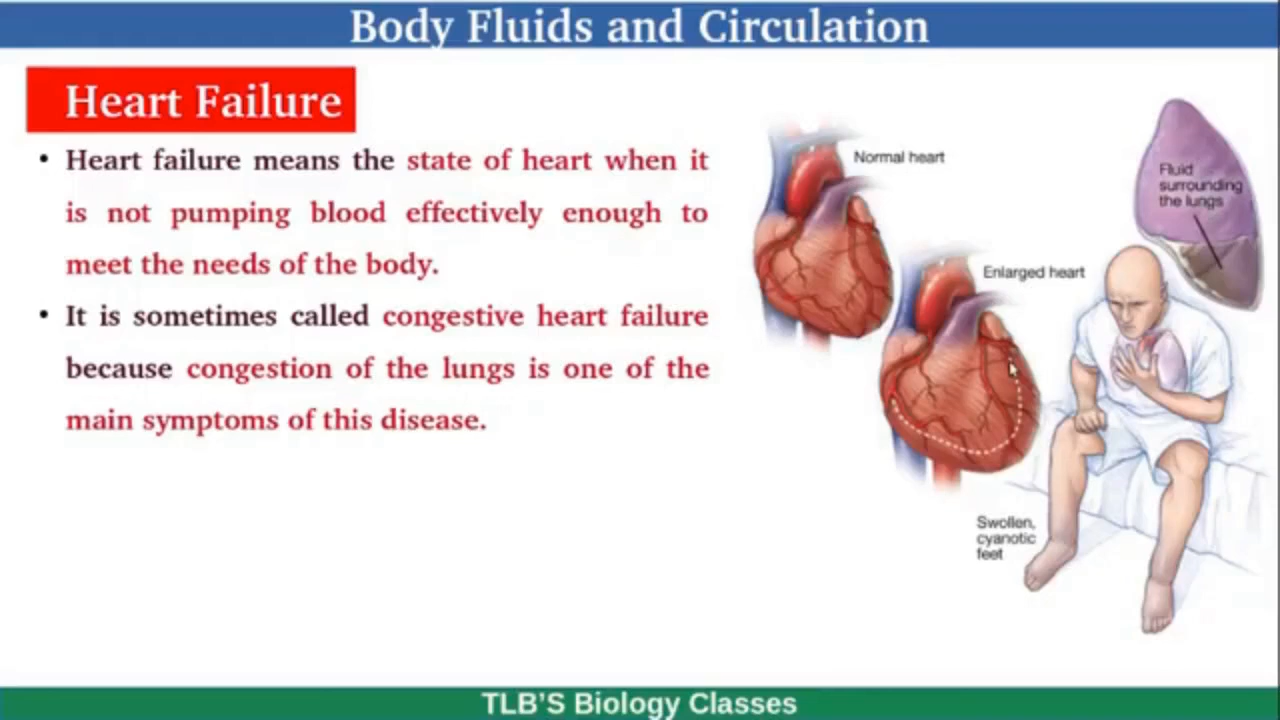 Body Fluids and Circulation
Heart Failure
• Heart failure means the state of heart when it
is not pumping blood effectively enough to
meet the needs of the body.
• It is sometimes called congestive heart failure
because congestion of the lungs is one of the
main symptoms of this disease.
Normal heart
Fluid
surrounding
the lungs
Enlarged heart
Swollen,
cyanotic
feet
TLB'S Biology Classes